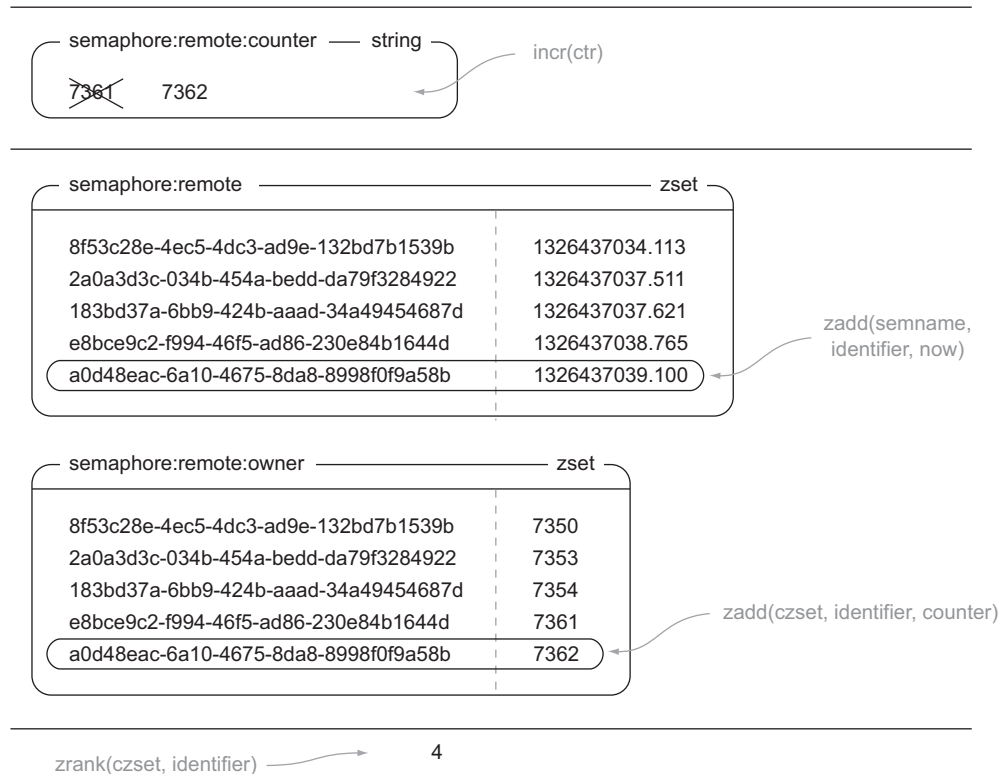 semaphore:remote:counter string
incr(ctr)
7361 7362
semaphore:remote zset
8f53c28e-4ec5-4dc3-ad9e-132bd7b1539b 1326437034.113
2a0a3d3c-034b-454a-bedd-da79f3284922 1326437037.511
183bd37a-6bb9-424b-aaad-34a49454687d 1326437037.621
e8bce9c2-f994-46f5-ad86-230e84b1644d 1326437038.765
a0d48eac-6a10-4675-8da8-8998f0f9a58b 1326437039.100
zadd(semname,
identifier, now)
semaphore:remote:owner zset
8f53c28e-4ec5-4dc3-ad9e-132bd7b1539b 7350
2a0a3d3c-034b-454a-bedd-da79f3284922 7353
183bd37a-6bb9-424b-aaad-34a49454687d 7354
e8bce9c2-f994-46f5-ad86-230e84b1644d 7361
a0d48eac-6a10-4675-8da8-8998f0f9a58b 7362
zadd(czset, identifier, counter)
zrank(czset, identifier) 4